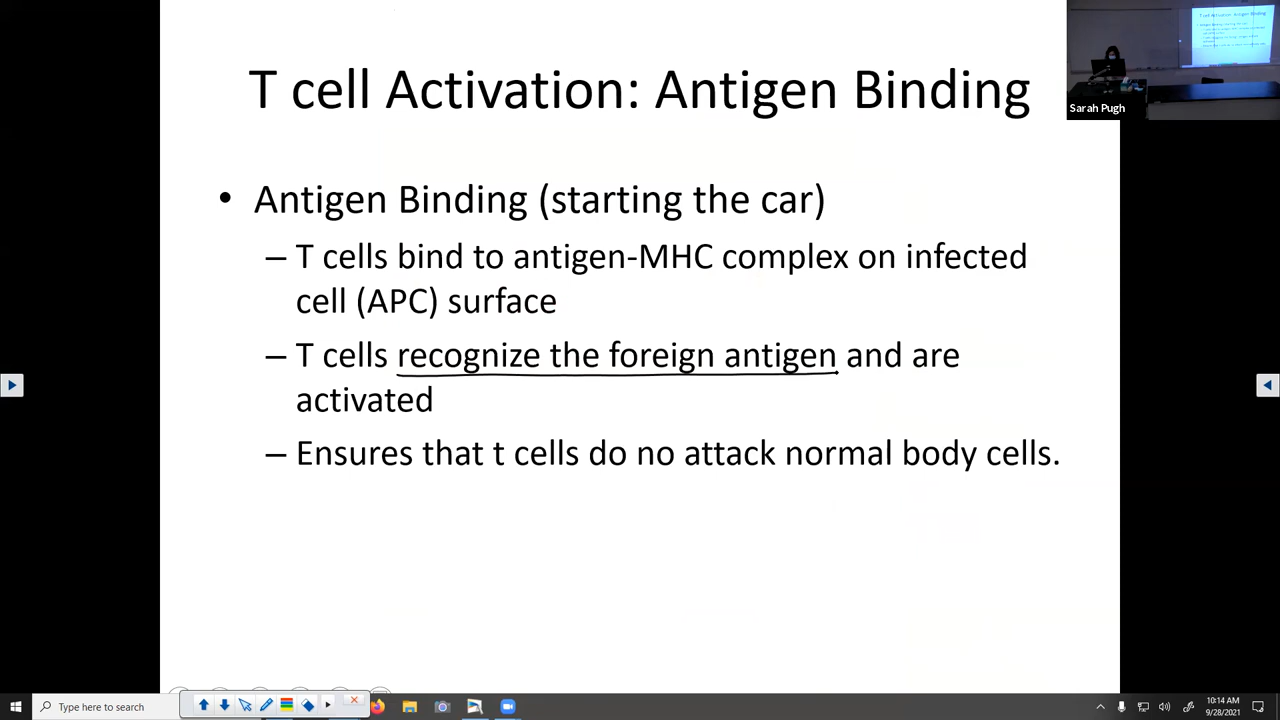 T cell Activation: Antigen Binding
• Antigen Binding (starting the car)
– T cells bind to antigen-MHC complex on infected
cell (APC) surface
– T cells recognize the foreign antigen and are
activated
– Ensures that t cells do no attack normal body cells.
Sarah Pugh
Type here to search
10:14 AM
9/28/2021